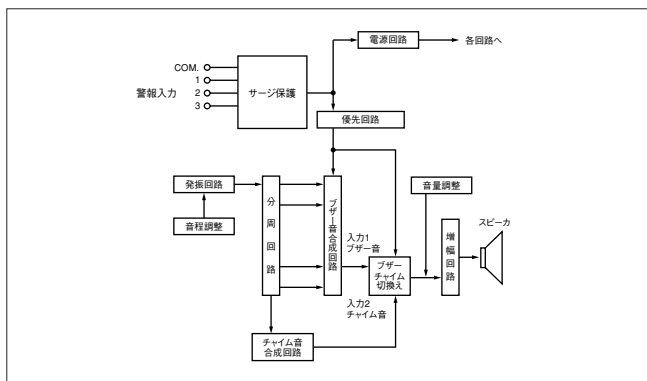 電源回路
各回路へ
COM.
1
警報入力
2
3
サージ保護
優先回路
発振回路
音程調整
分周回路
ブザー音合成回路
音量調整
スピーカ
入力1
ブザー音
ブザー
チャイム
切換え
増幅回路
入力2
チャイム音
チャイム音
合成回路